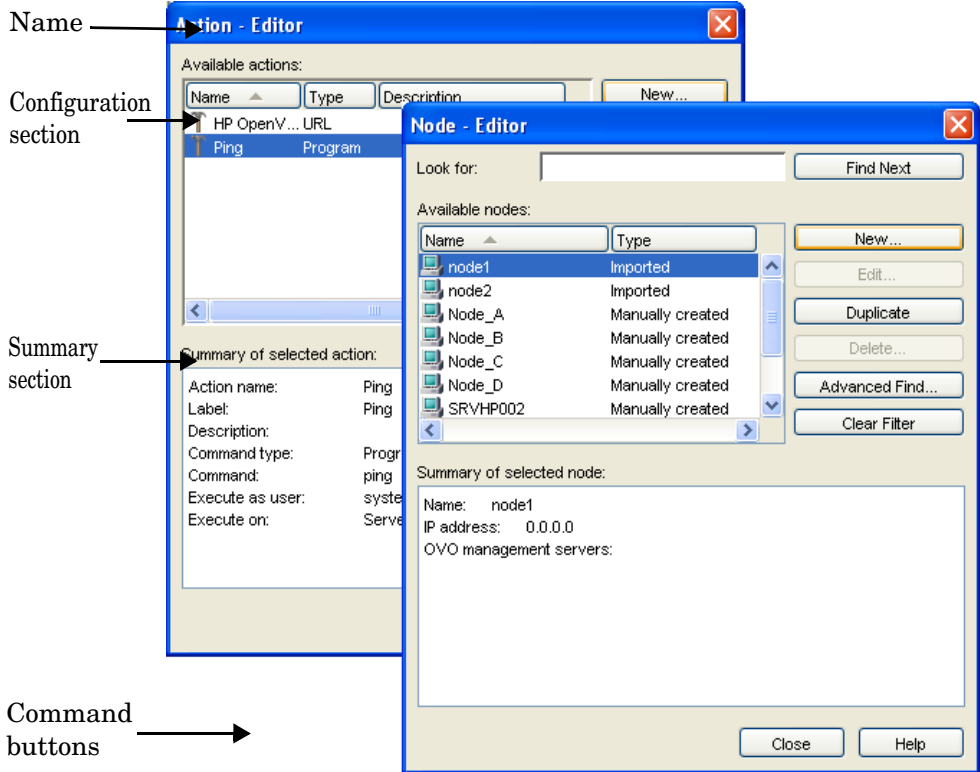 Name
Configuration
section
Summary
section
Command
buttons
Action - Editor
Available actions:
Name Type Description
New...
HP OpenV... URL
Ping Program
Summary of selected action:
Action name: Ping
Label: Ping
Description:
Command type: Progr
Command: ping
Execute as user: syste
Execute on: Serve
Node - Editor
Look for:
Find Next
Available nodes:
Name Type
node1 Imported
node2 Imported
Node_A Manually created
Node_B Manually created
Node_C Manually created
Node_D Manually created
SRVHP002 Manually created
New...
Edit...
Duplicate
Delete...
Advanced Find...
Clear Filter
Summary of selected node:
Name: node1
IP address: 0.0.0.0
OVO management servers:
Close Help